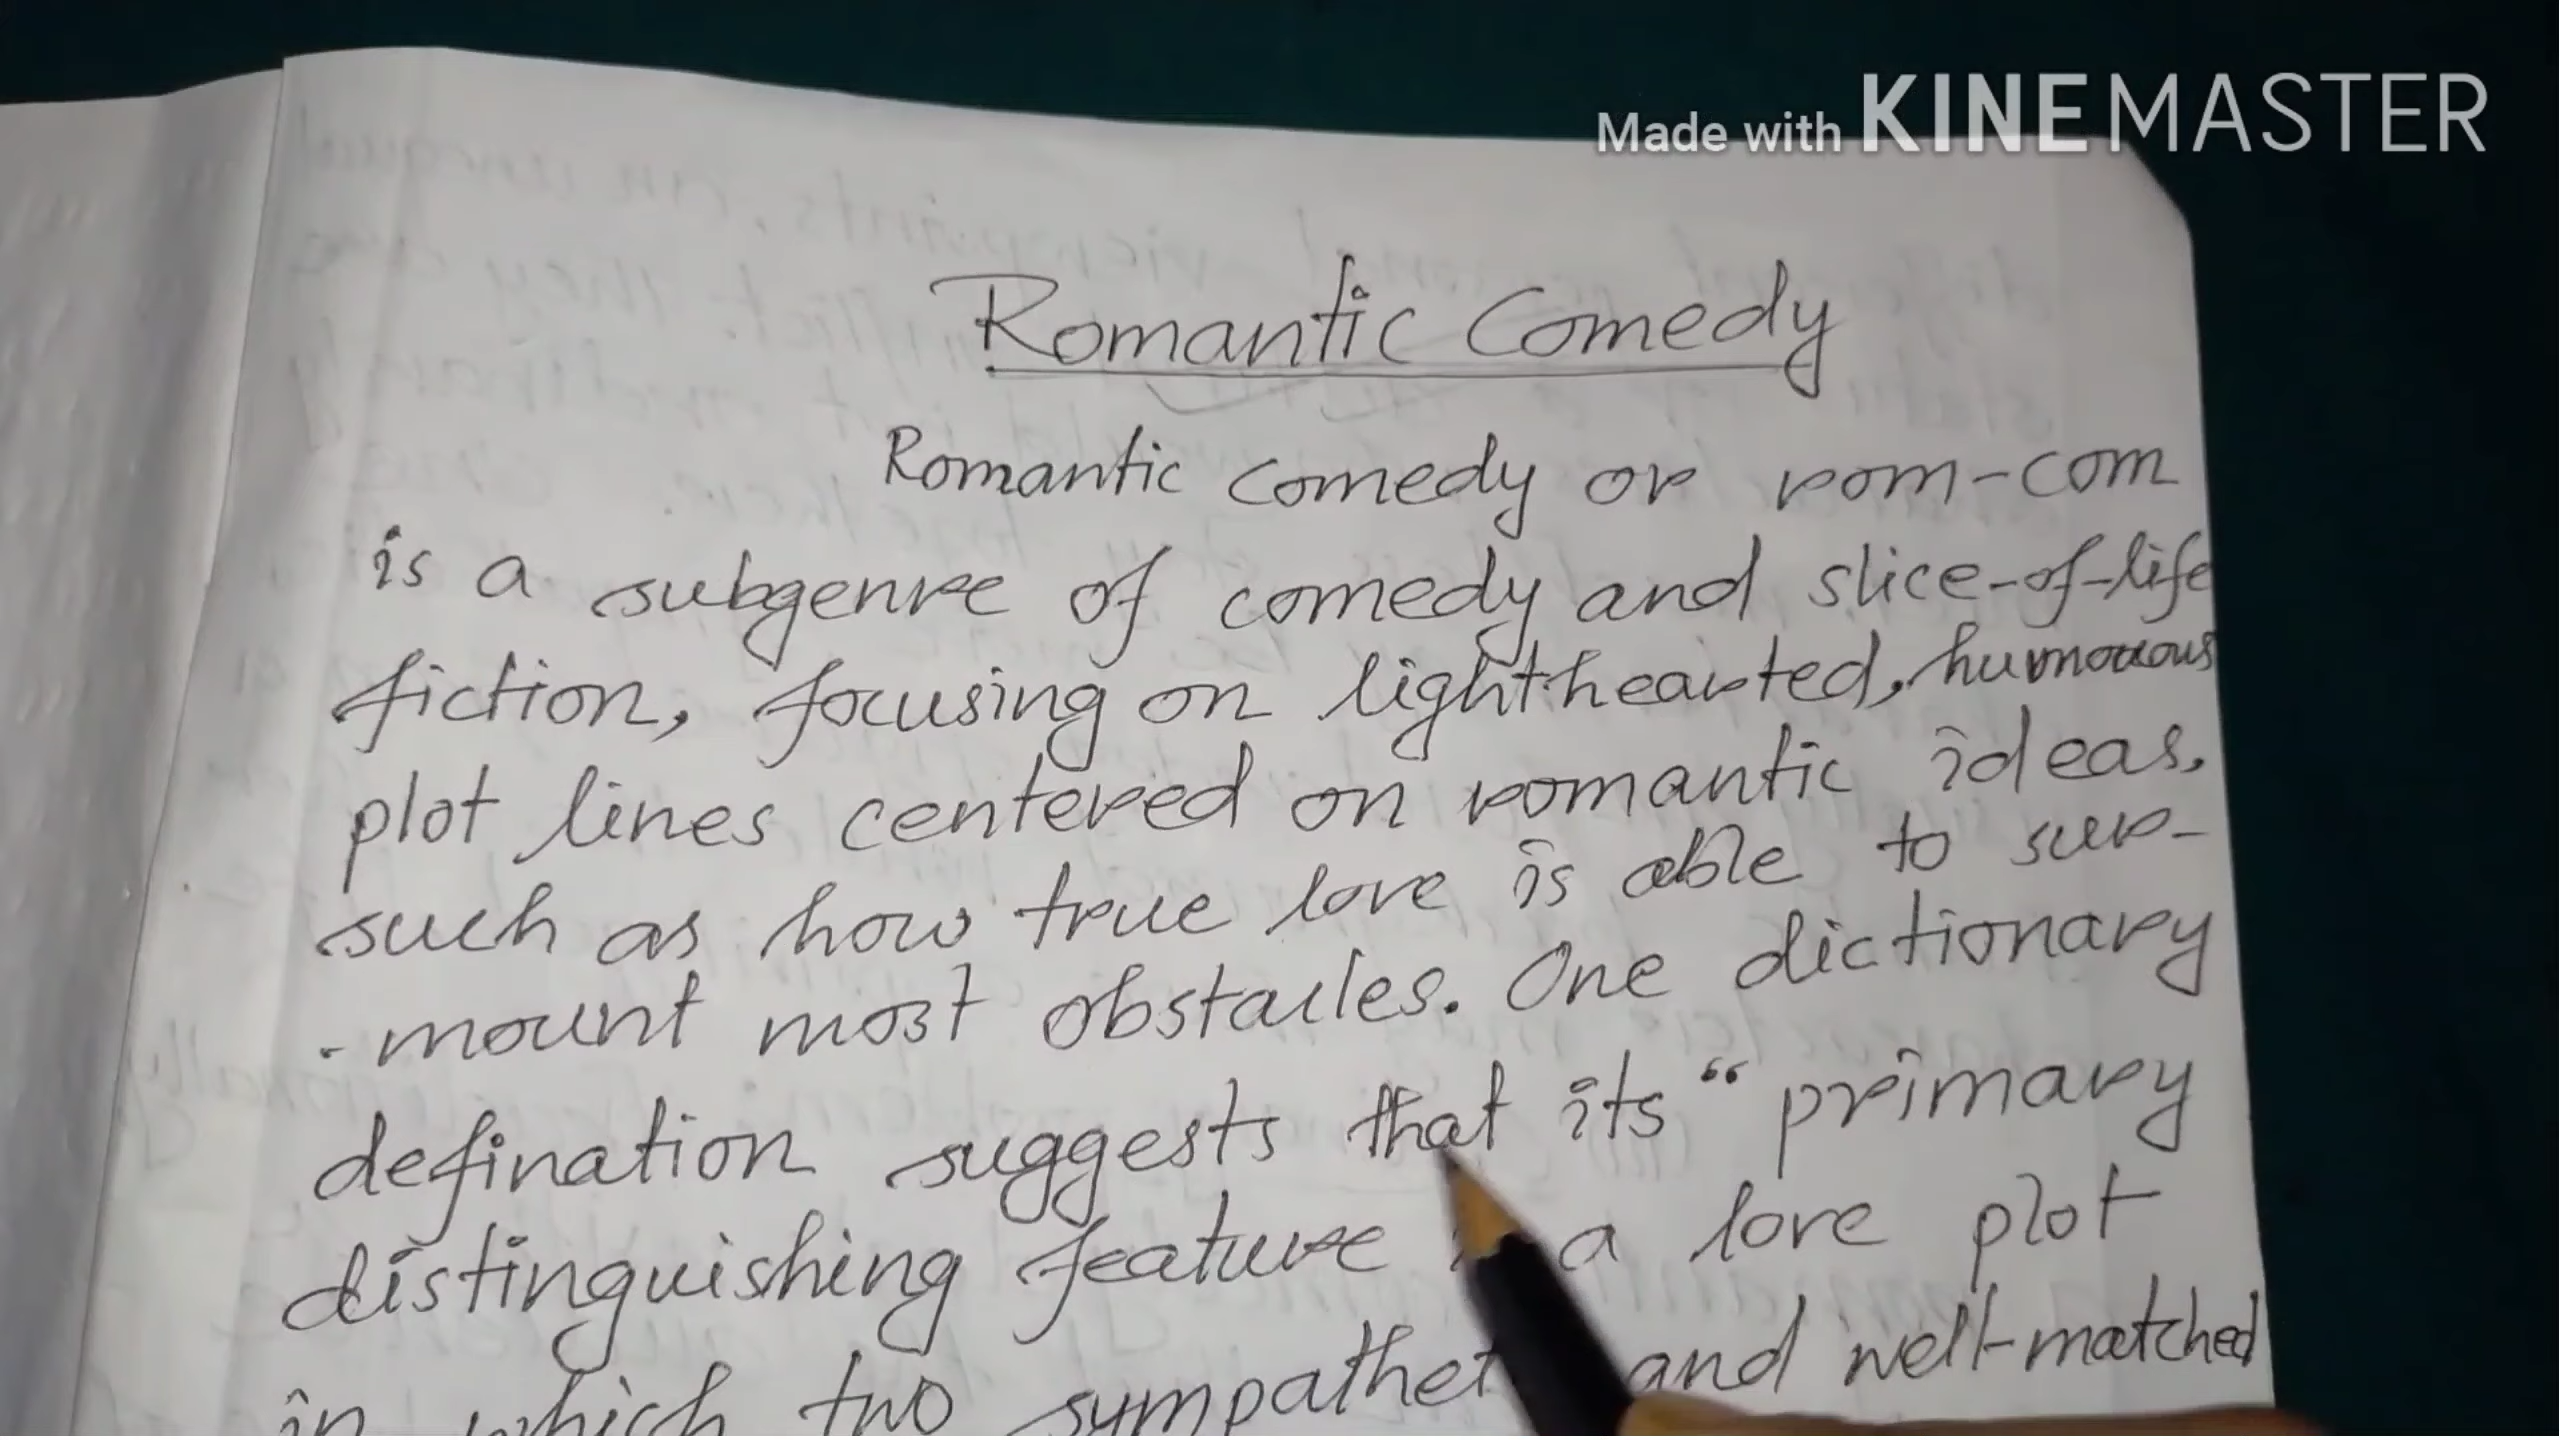 Made with KINEMASTER
Romantic Comedy
Romantic comedy or rom-com
is a subgenre of comedy and slice-of-life
fiction, focusing on lighthearted, humorous
plot lines centered on romantic ideas,
such as how true love is able to sur-
-mount most obstacles. One dictionary
defination suggests that its "primary
distinguishing feature a love plot
in which two and well-matched